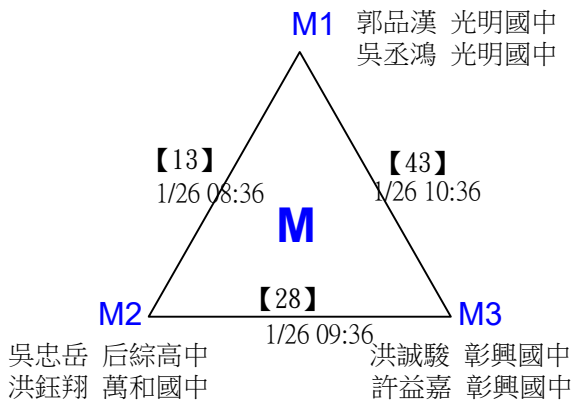 M1 郭品漢 光明國中
吳丞鴻 光明國中
【13】
1/26 08:36
【43】
1/26 10:36
M
【28】
1/26 09:36
M2
吳忠岳 后綜高中
洪鈺翔 萬和國中
M3
洪誠駿 彰興國中
許益嘉 彰興國中